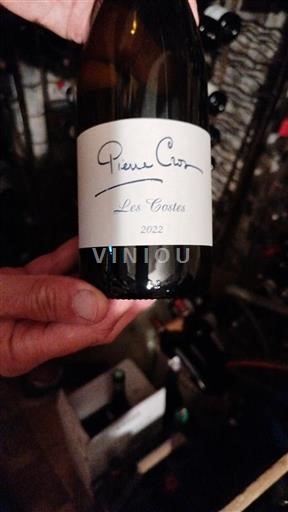 Pierre Cros
Les Costes
2022
VINIOU